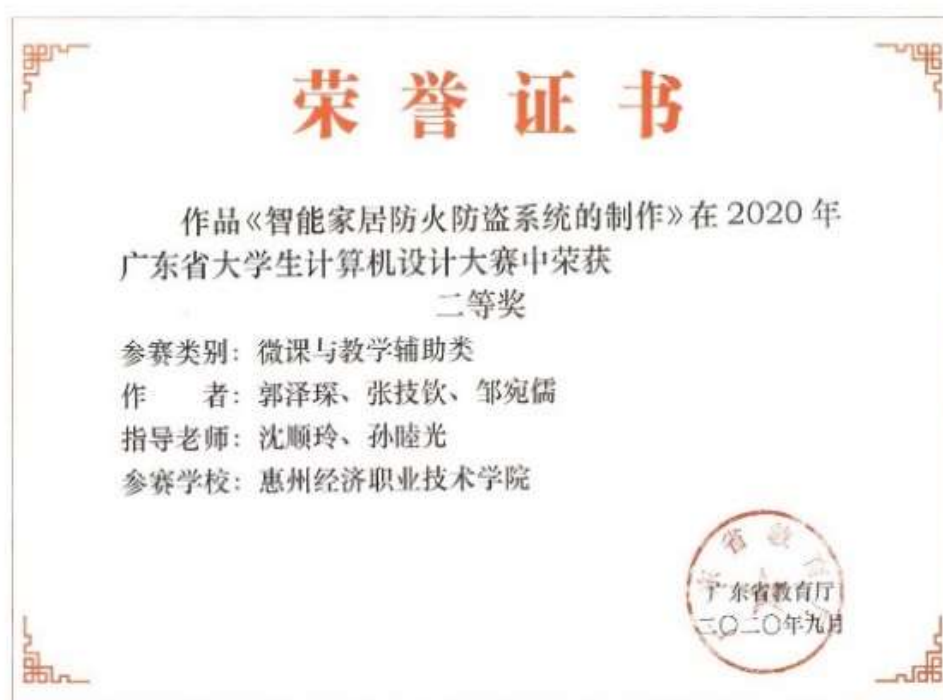 荣誉证书
作品《智能家居防火防盗系统的制作》在 2020 年
广东省大学生计算机设计大赛中荣获
二等奖
参赛类别：微课与教学辅助类
作 者：郭泽琛、张技钦、邹宛儒
指导老师：沈顺玲、孙睦光
参赛学校：惠州经济职业技术学院
广东省教育厅
二〇二〇年九月